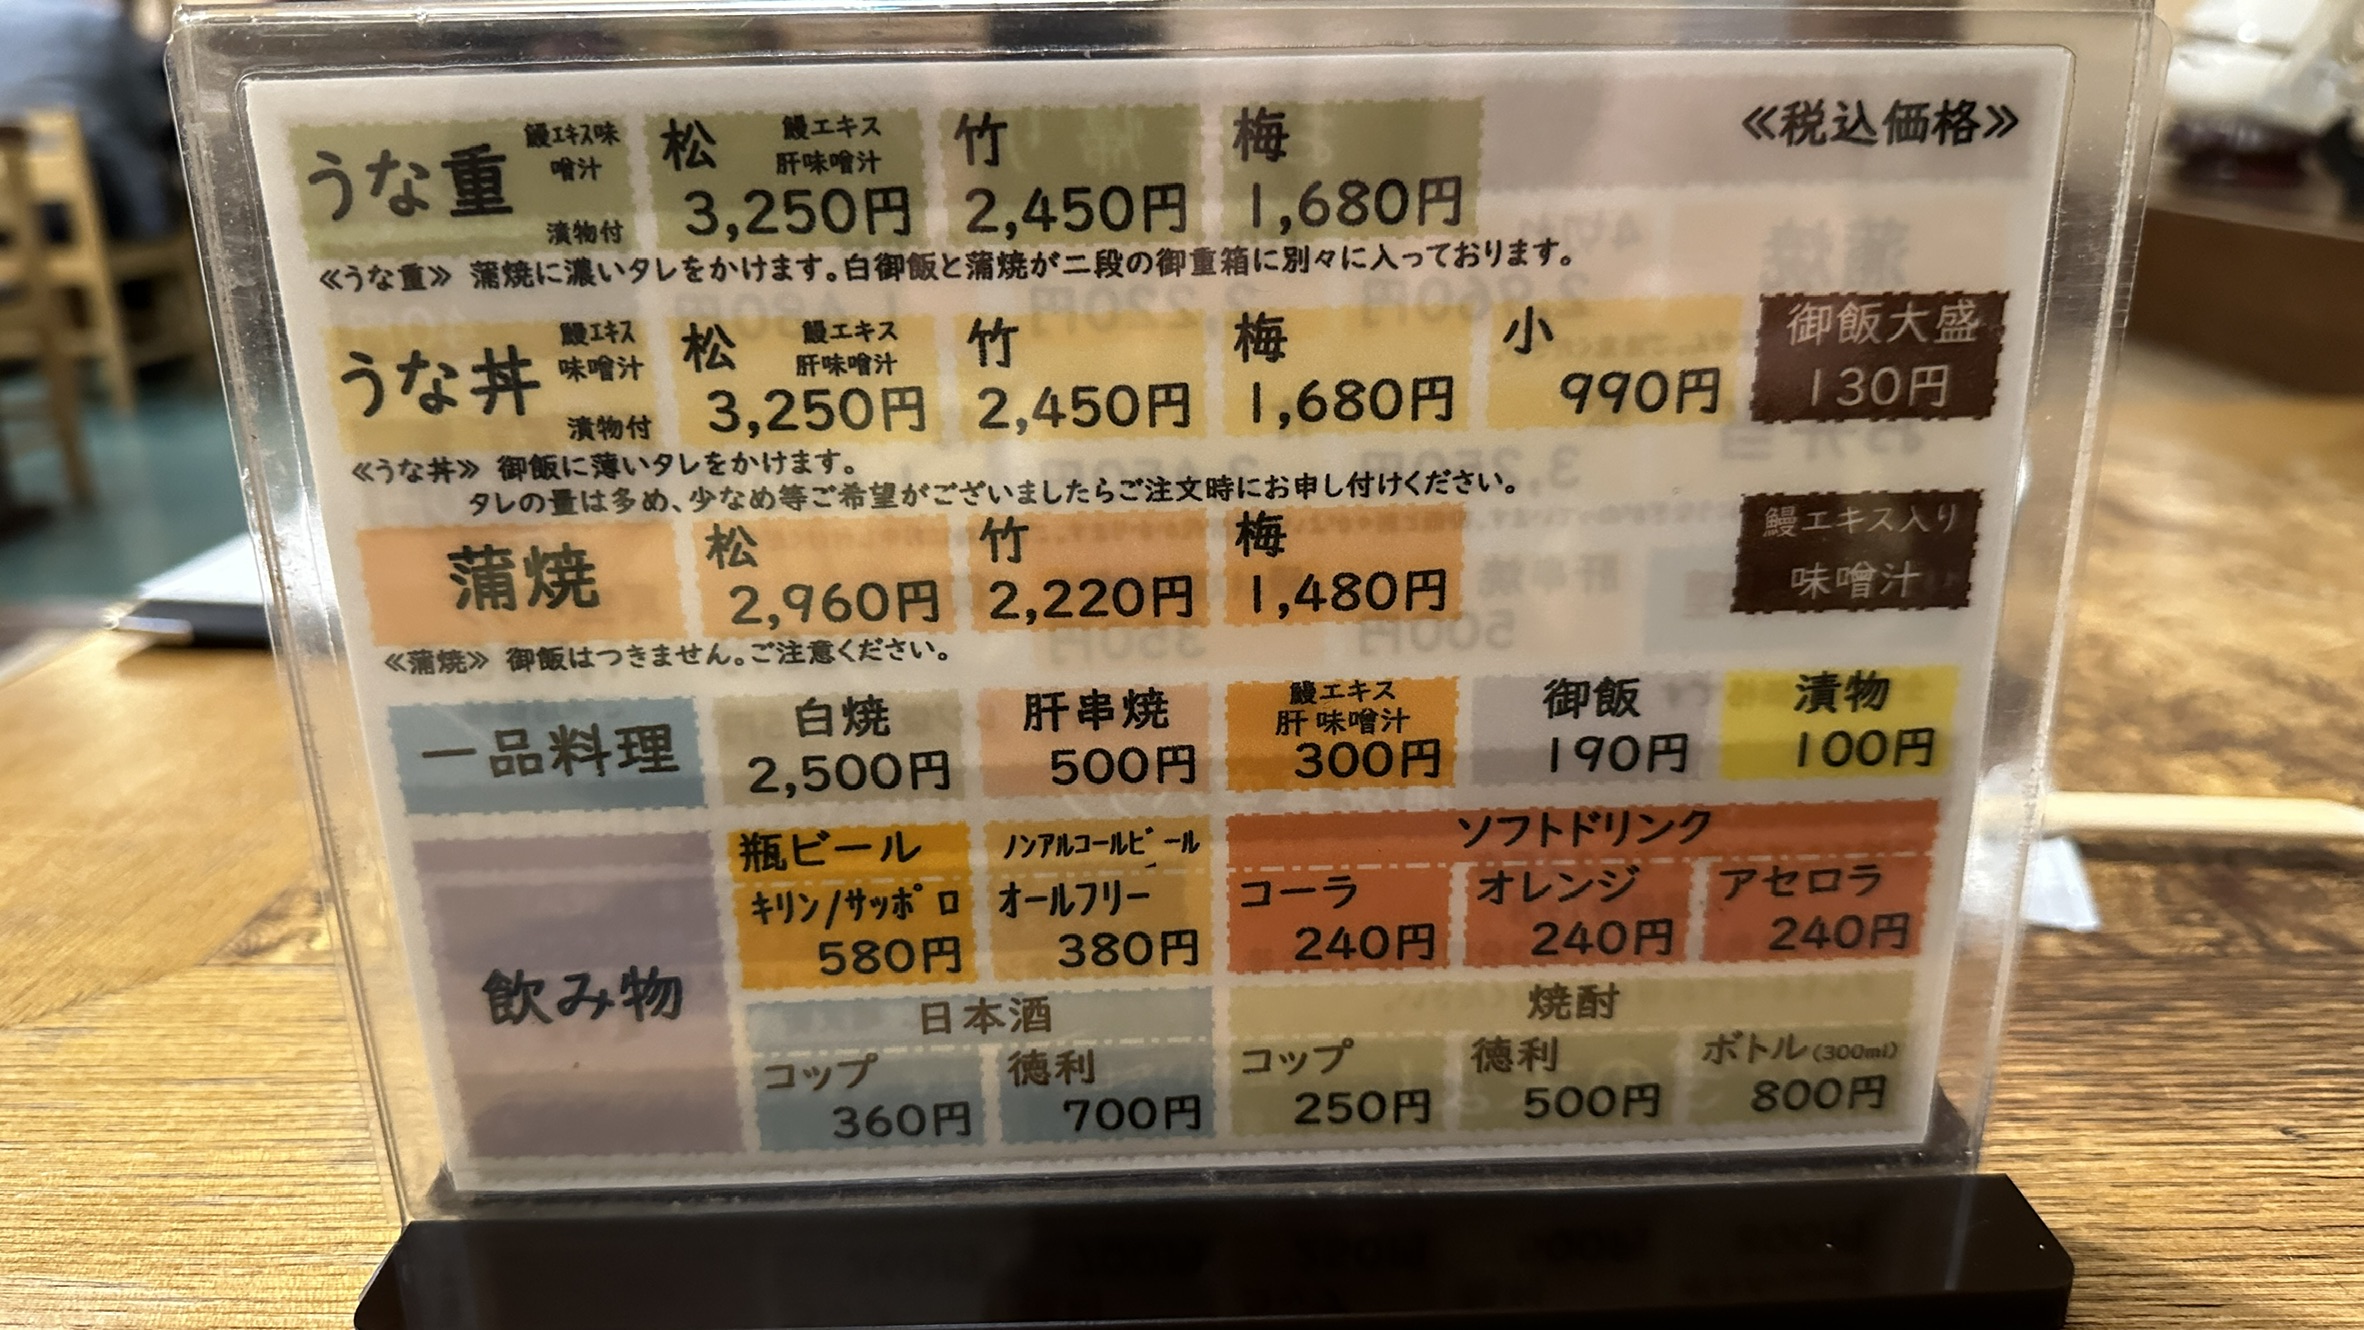 ≪税込価格≫
うな重 鰻エキス味噌汁 漬物付
松 鰻エキス肝味噌汁 3,250円
竹 2,450円
梅 1,680円
≪うな重≫ 蒲焼に濃いタレをかけます。白御飯と蒲焼が二段の御重箱に別々に入っております。
うな丼 鰻エキス味噌汁 漬物付
松 鰻エキス肝味噌汁 3,250円
竹 2,450円
梅 1,680円
小 990円
御飯大盛 130円
≪うな丼≫ 御飯に薄いタレをかけます。
タレの量は多め、少なめ等ご希望がございましたらご注文時にお申し付けください。
蒲焼
松 2,960円
竹 2,220円
梅 1,480円
鰻エキス入り
味噌汁
≪蒲焼≫ 御飯はつきません。ご注意ください。
一品料理
白焼 2,500円
肝串焼 500円
鰻エキス肝味噌汁 300円
御飯 190円
漬物 100円
飲み物
瓶ビール
キリン/サッポロ 580円
ノンアルコールビール
オールフリー 380円
ソフトドリンク
コーラ 240円
オレンジ 240円
アセロラ 240円
日本酒
コップ 360円
徳利 700円
焼酎
コップ 250円
徳利 500円
ボトル(300ml) 800円